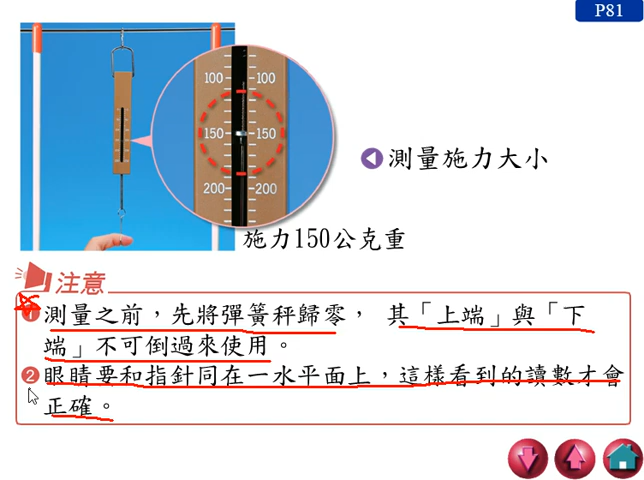 P81
100 100
150 150
200 200
測量施力大小
施力150公克重
注意
1 測量之前，先將彈簧秤歸零， 其「上端」與「下
端」不可倒過來使用。
2 眼睛要和指針同在一水平面上，這樣看到的讀數才會
正確。